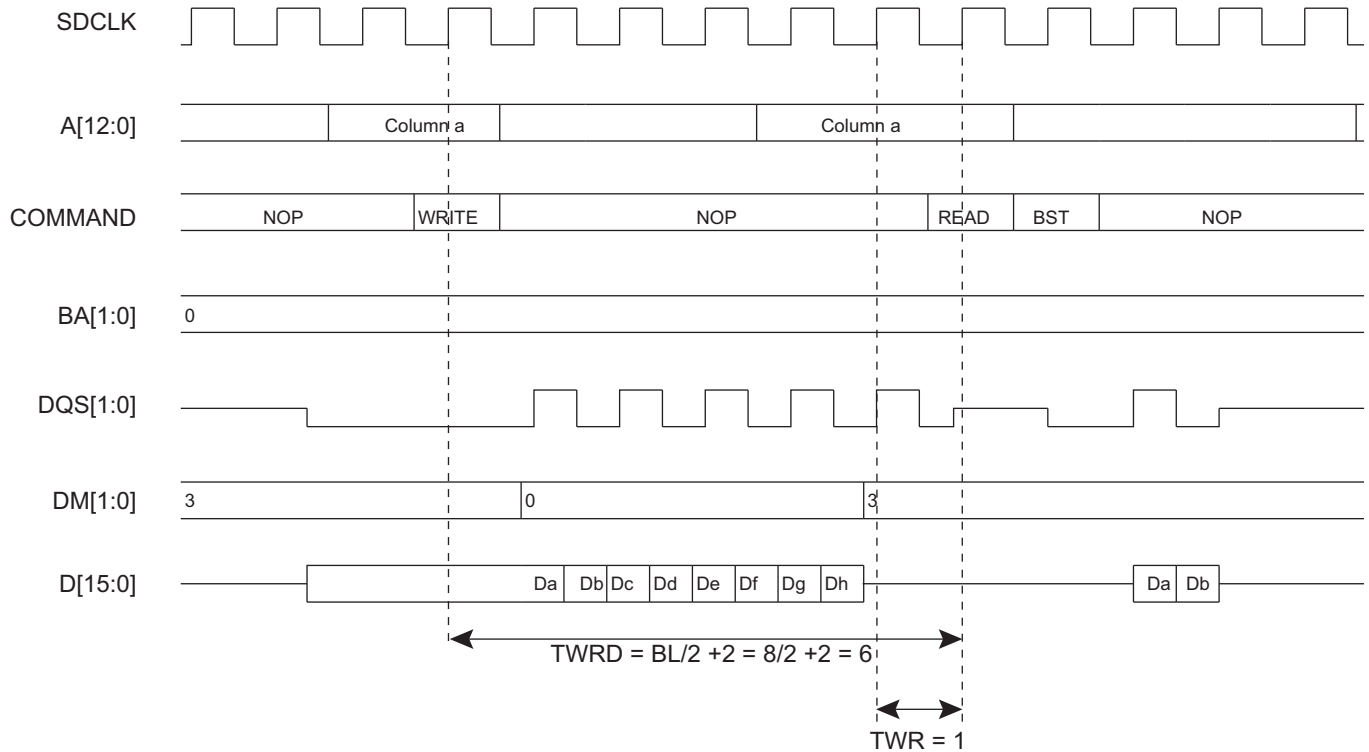 SDCLK
A[12:0] Column a Column a
COMMAND NOP WRITE NOP READ BST NOP
BA[1:0] 0
DQS[1:0]
DM[1:0] 3 0 3
D[15:0] Da Db Dc Dd De Df Dg Dh Da Db
TWRD = BL/2 +2 = 8/2 +2 = 6
TWR = 1